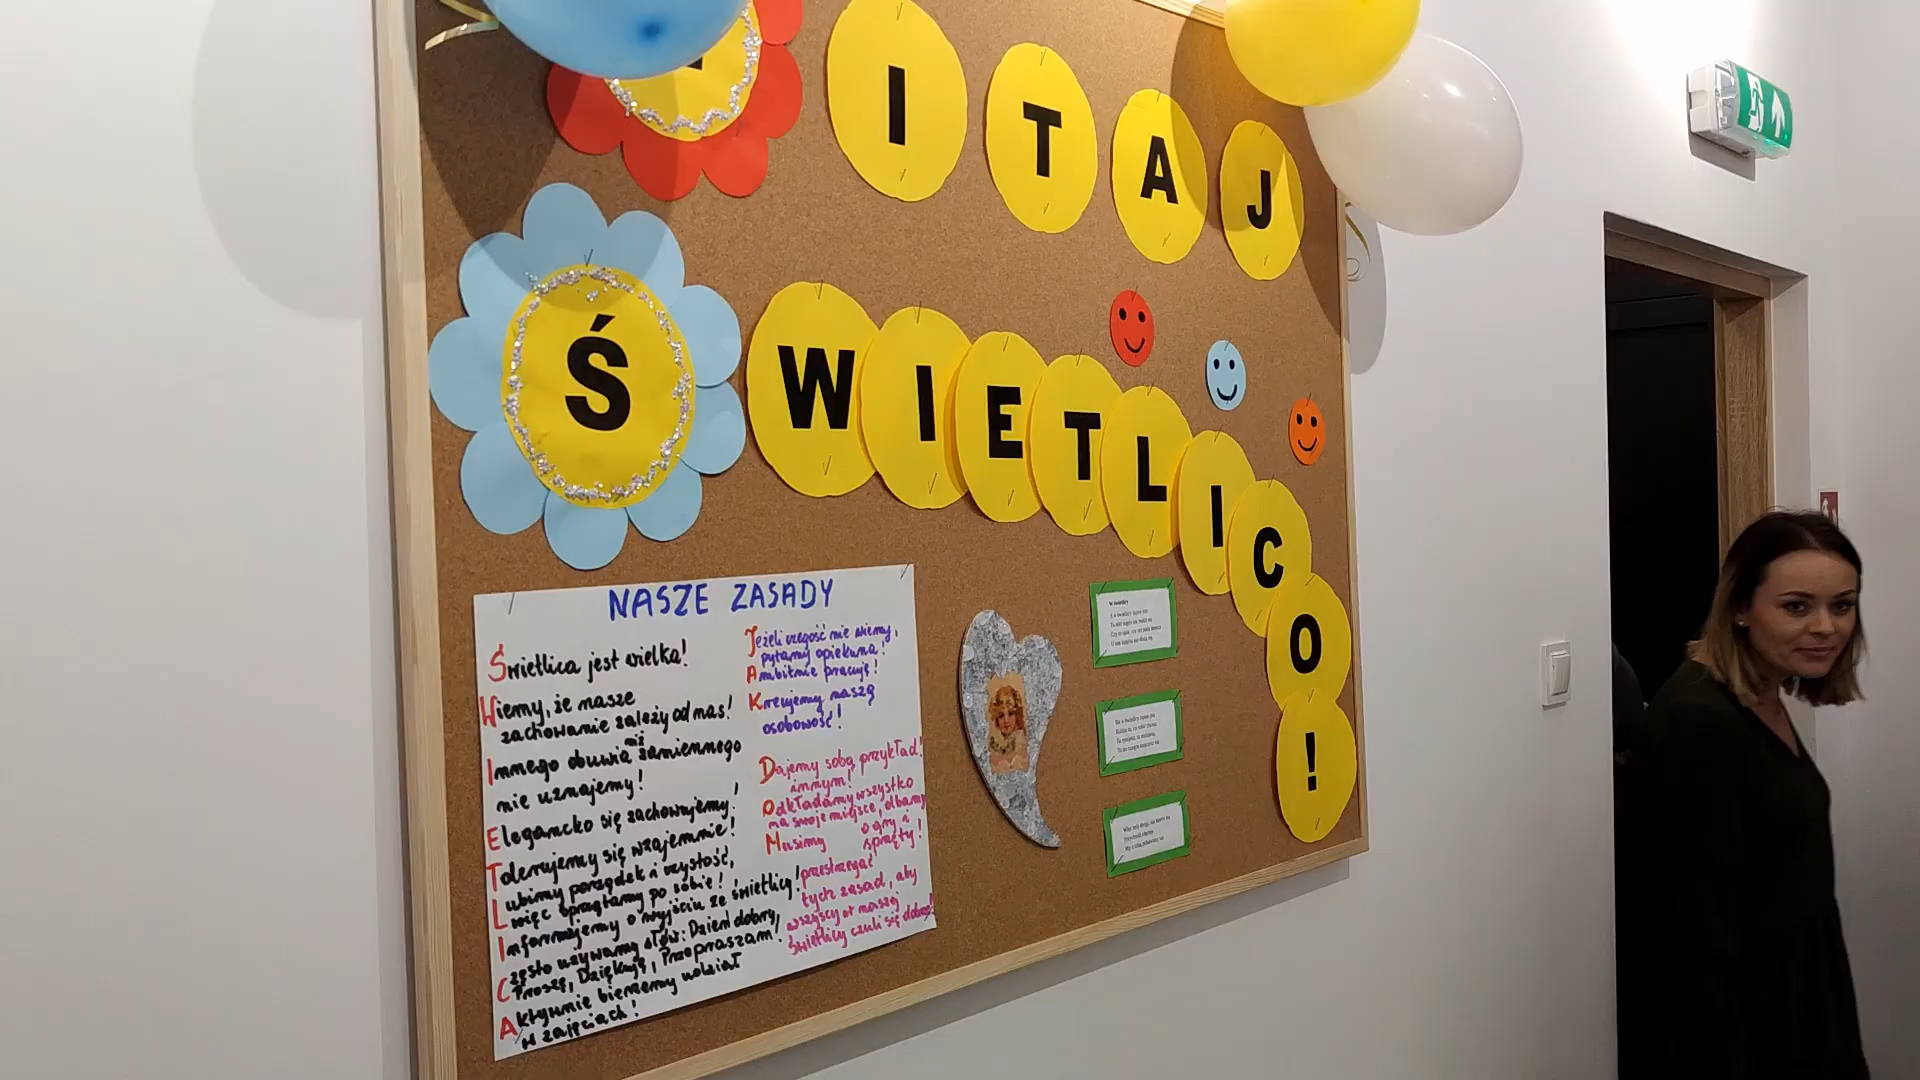 ITAJ
ŚWIETLICO!
NASZE ZASADY
Świetlica jest wielka!
Wiemy, że nasze
zachowanie zależy od nas!
Innego obuwia niż zamiennego
nie uznajemy!
Elegancko się zachowujemy!
Tolerujemy się wzajemnie!
Lubimy porządek i czystość,
więc sprzątamy po sobie!
Informujemy o wyjściu ze świetlicy!
Często używamy słów: Dzień dobry,
Proszę, Dziękuję, Przepraszam!
Aktywnie bierzemy udział
w zajęciach!
Jeżeli czegoś nie wiemy,
pytamy opiekuna!
Ambitnie pracuję!
Kreujemy naszą
osobowość!
Dajemy sobą przykład
innym!
Odkładamy wszystko
na swoje miejsce, dbamy
o gry i
sprzęty!
Musimy
przestrzegać
tych zasad, aby
wszyscy w naszej
świetlicy czuli się dobrze!
W świetlicy